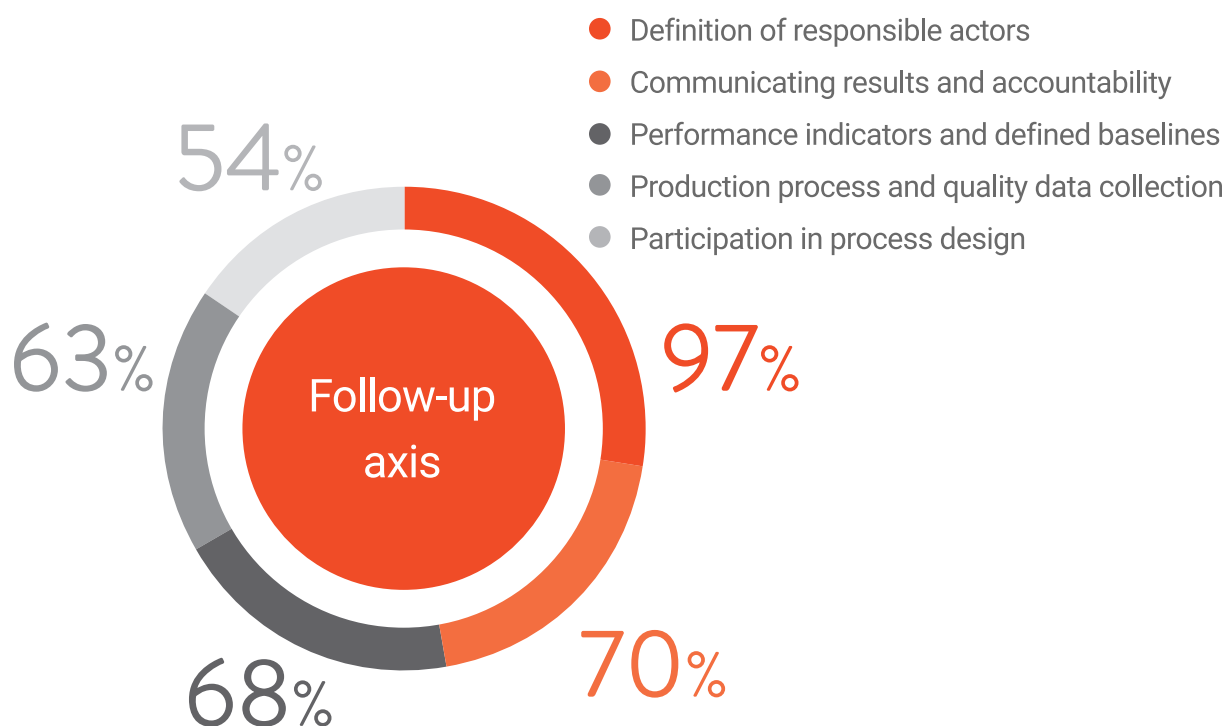 Definition of responsible actors
Communicating results and accountability
Performance indicators and defined baselines
Production process and quality data collection
Participation in process design
54%
63%
97%
Follow-up
axis
70%
68%